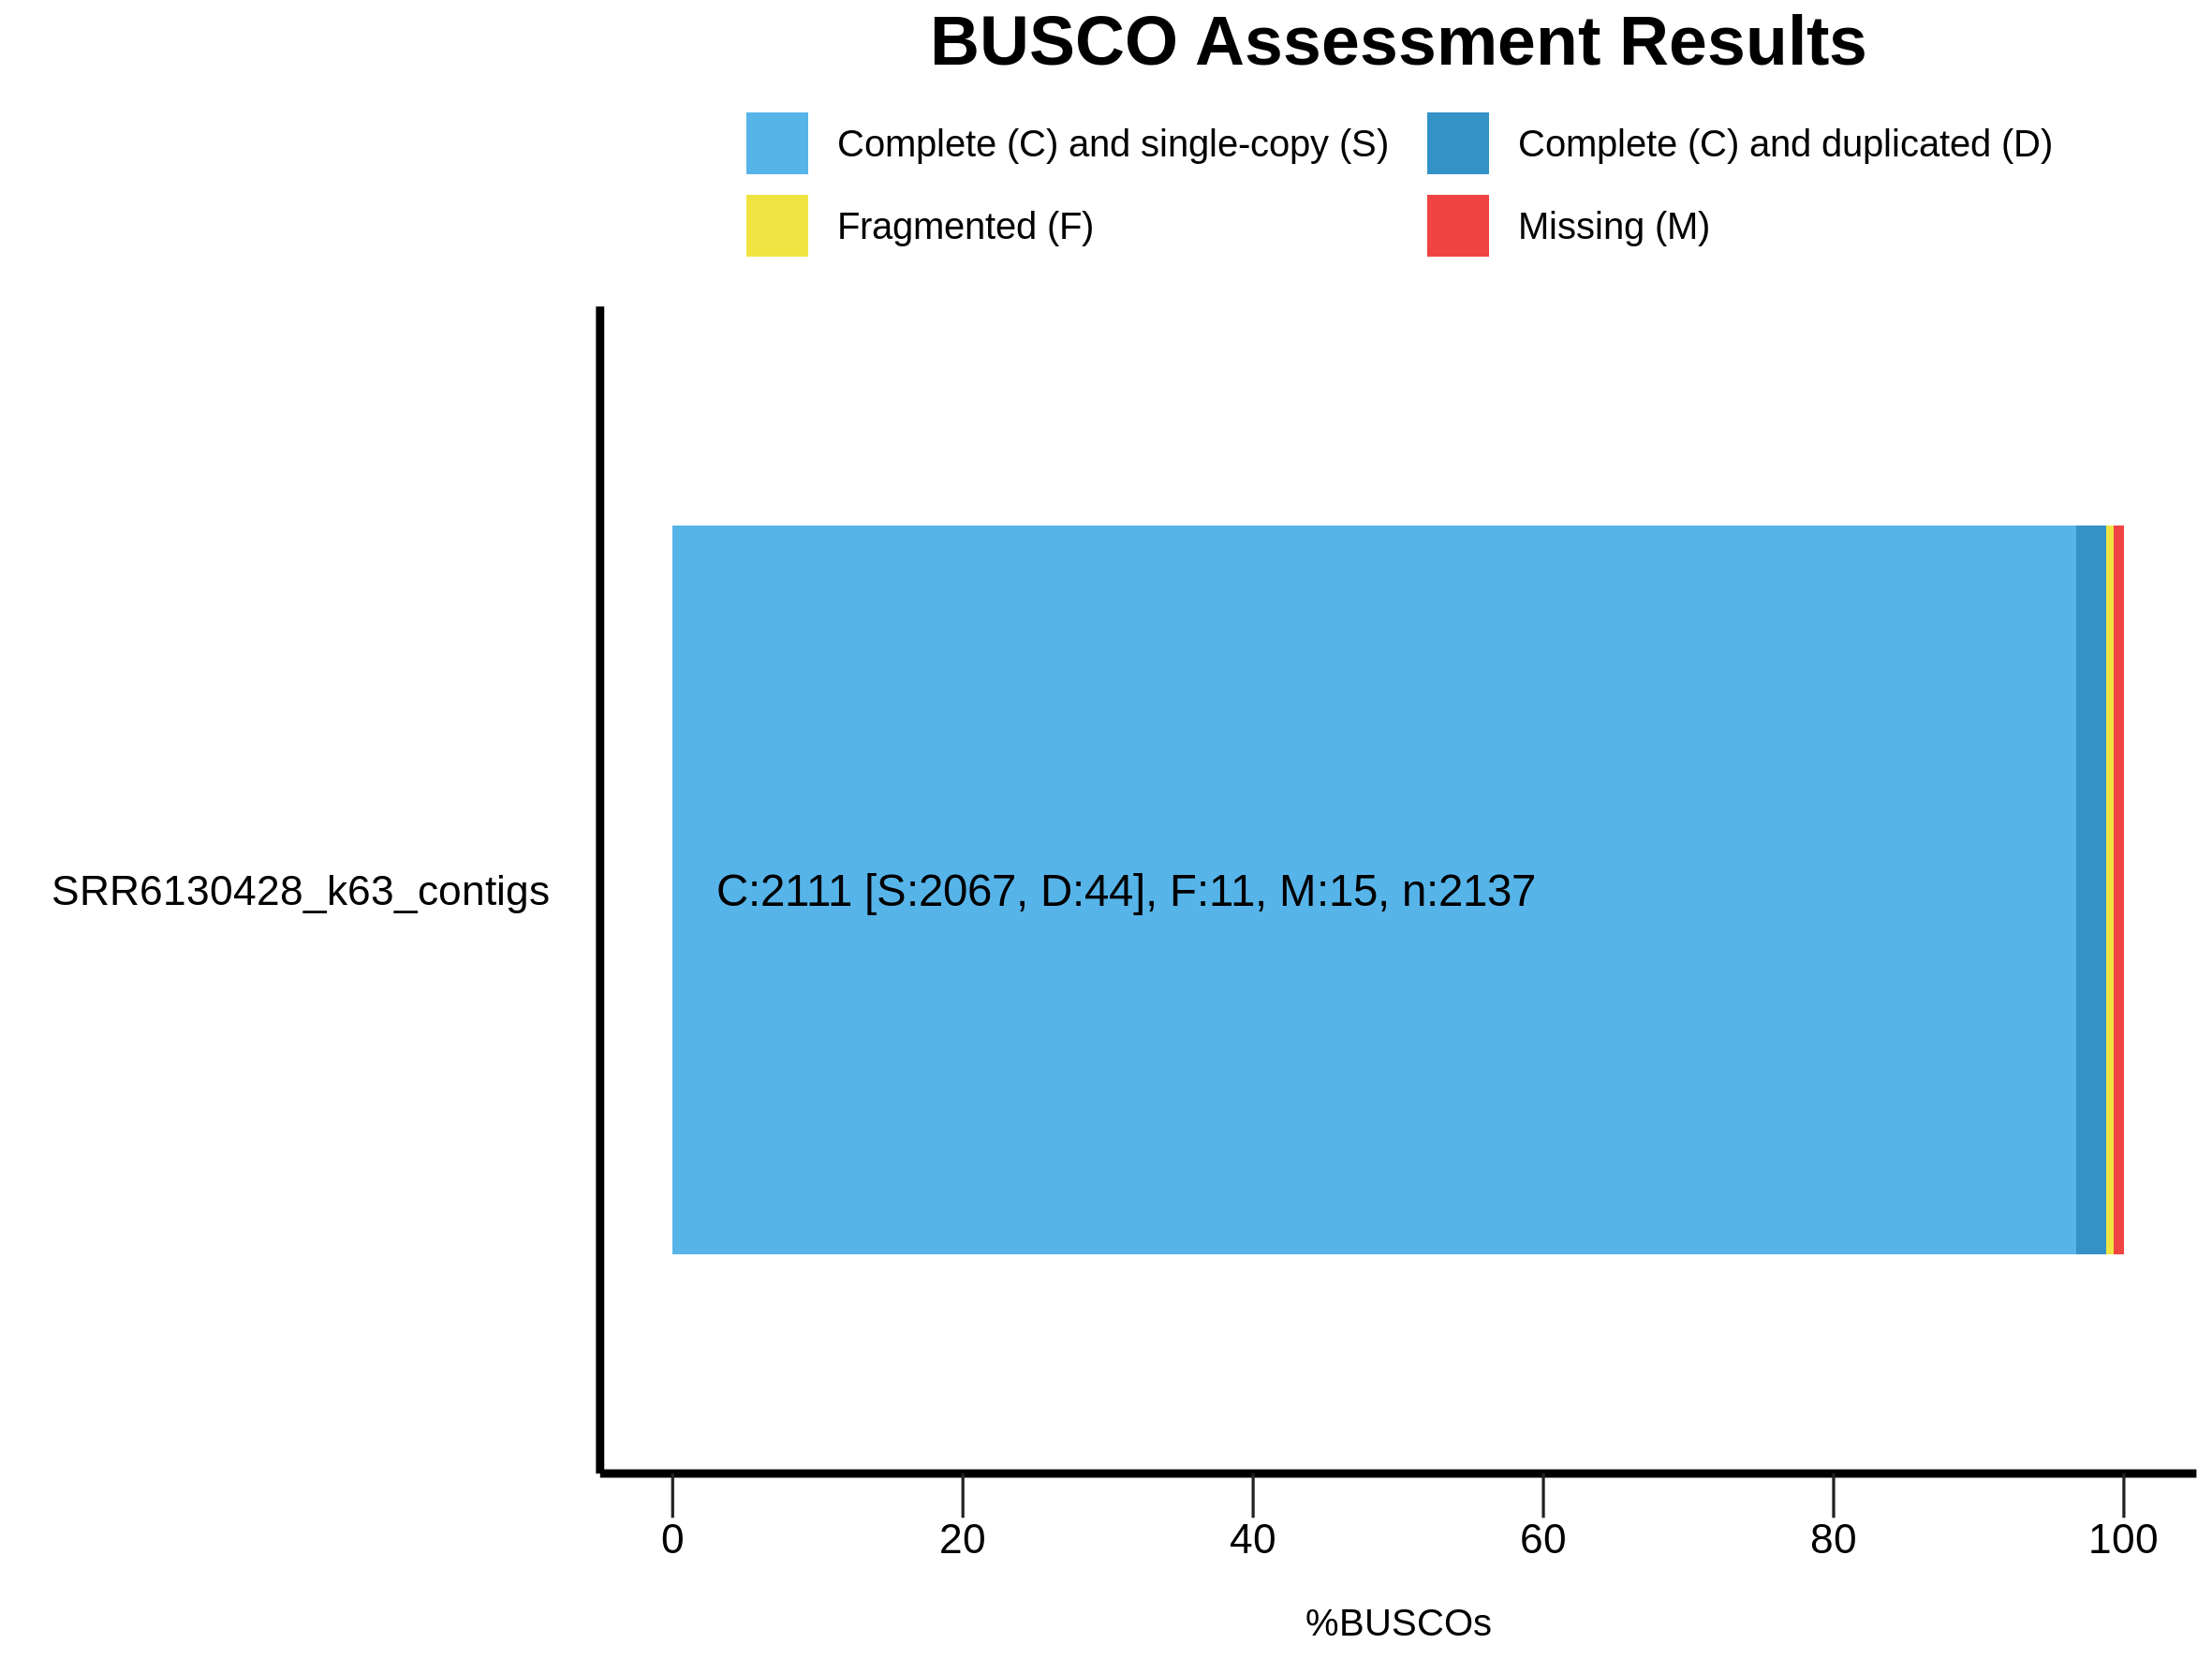 BUSCO Assessment Results
Complete (C) and single-copy (S) Complete (C) and duplicated (D)
Fragmented (F) Missing (M)
SRR6130428_k63_contigs
C:2111 [S:2067, D:44], F:11, M:15, n:2137
0 20 40 60 80 100
%BUSCOs